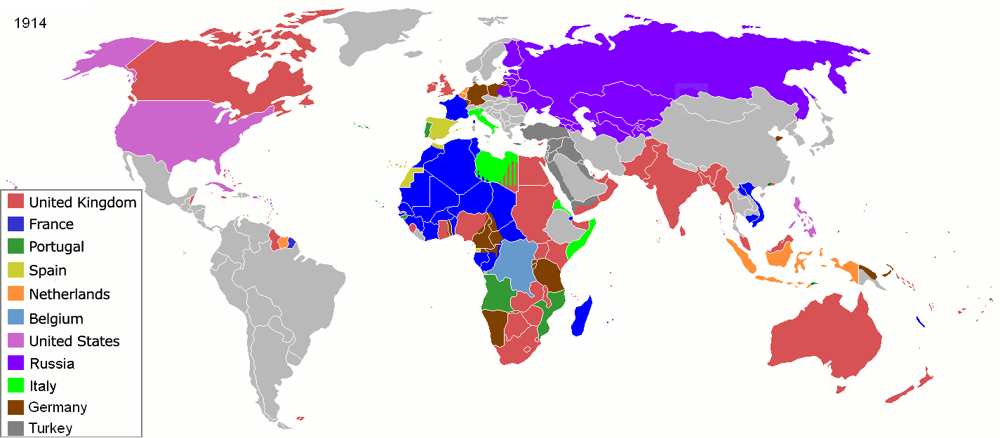 1914
United Kingdom
France
Portugal
Spain
Netherlands
Belgium
United States
Russia
Italy
Germany
Turkey